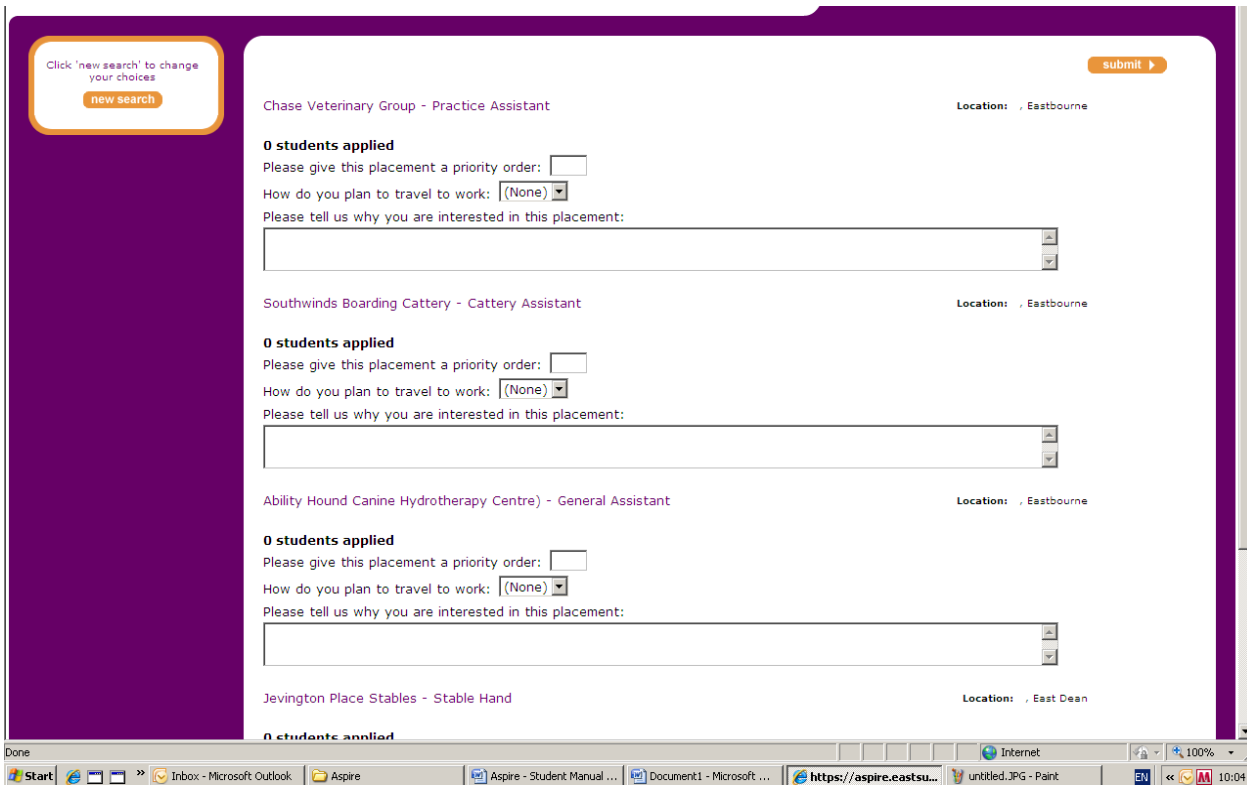 Click 'new search' to change
your choices
new search
submit
Chase Veterinary Group - Practice Assistant
Location: , Eastbourne
0 students applied
Please give this placement a priority order:
How do you plan to travel to work: (None)
Please tell us why you are interested in this placement:
Southwinds Boarding Cattery - Cattery Assistant
Location: , Eastbourne
0 students applied
Please give this placement a priority order:
How do you plan to travel to work: (None)
Please tell us why you are interested in this placement:
Ability Hound Canine Hydrotherapy Centre) - General Assistant
Location: , Eastbourne
0 students applied
Please give this placement a priority order:
How do you plan to travel to work: (None)
Please tell us why you are interested in this placement:
Jevington Place Stables - Stable Hand
Location: , East Dean
0 students applied
Done
Internet
100%
Start
»
Inbox - Microsoft Outlook
Aspire
Aspire - Student Manual ...
Document1 - Microsoft ...
https://aspire.eastsu...
untitled.JPG - Paint
EN
«
M
10:04